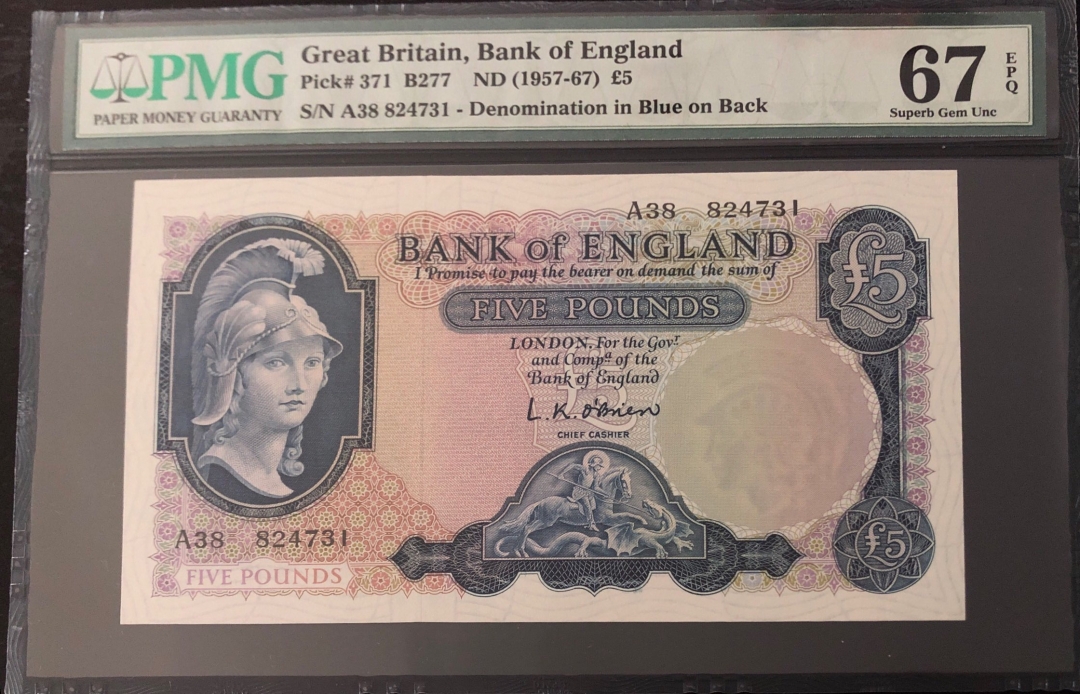 PMG
PAPER MONEY GUARANTY
Great Britain, Bank of England
Pick# 371 B277 ND (1957-67) £5
S/N A38 824731 - Denomination in Blue on Back
67
EPQ
Superb Gem Unc
A38 824731
BANK of ENGLAND
I Promise to pay the bearer on demand the sum of
FIVE POUNDS
£5
LONDON, For the Govr.
and Compa. of the
Bank of England
£5
L.K. O'Brien
CHIEF CASHIER
A38 824731
FIVE POUNDS
£5